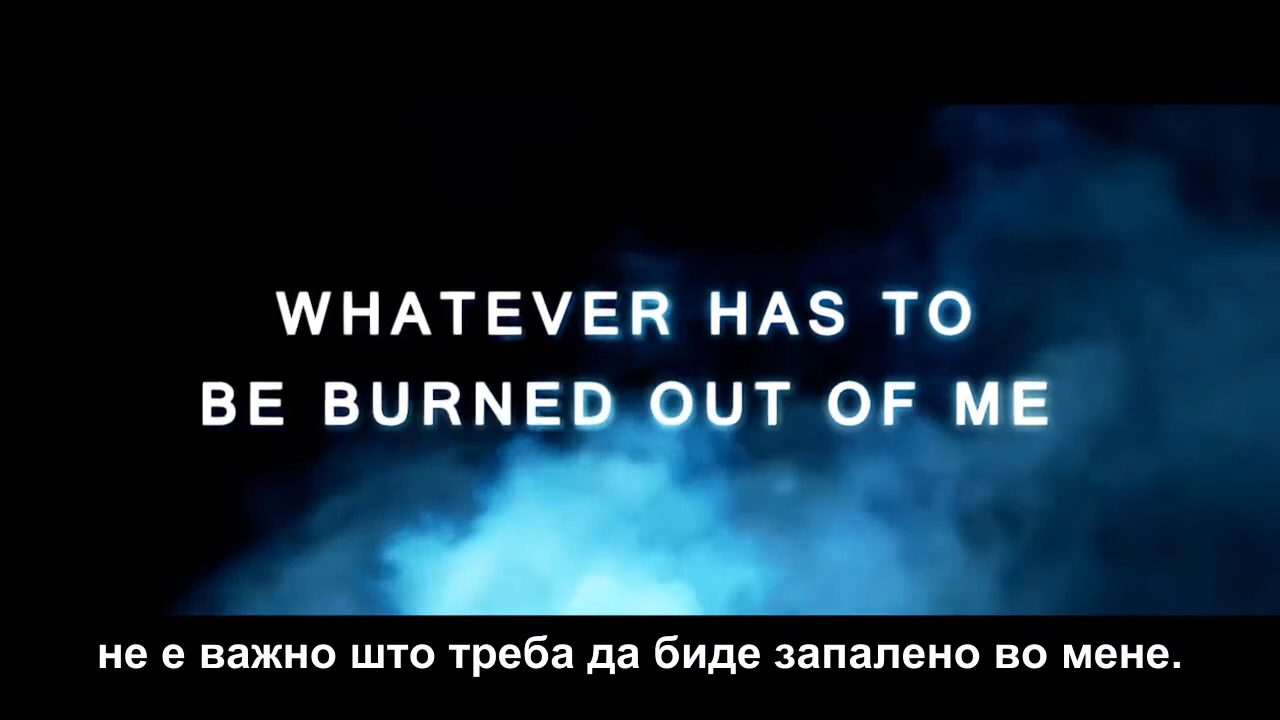 WHATEVER HAS TO
BE BURNED OUT OF ME
не е важно што треба да биде запалено во мене.